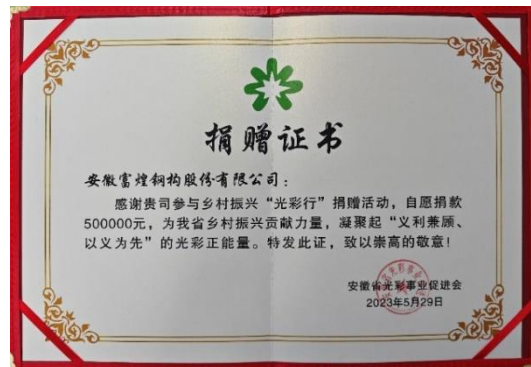 捐赠证书
安徽富煌钢构股份有限公司：
感谢贵司参与乡村振兴“光彩行”捐赠活动，自愿捐款
500000元，为我省乡村振兴贡献力量，凝聚起“义利兼顾、
以义为先”的光彩正能量。特发此证，致以崇高的敬意！
安徽省光彩事业促进会
2023年5月29日